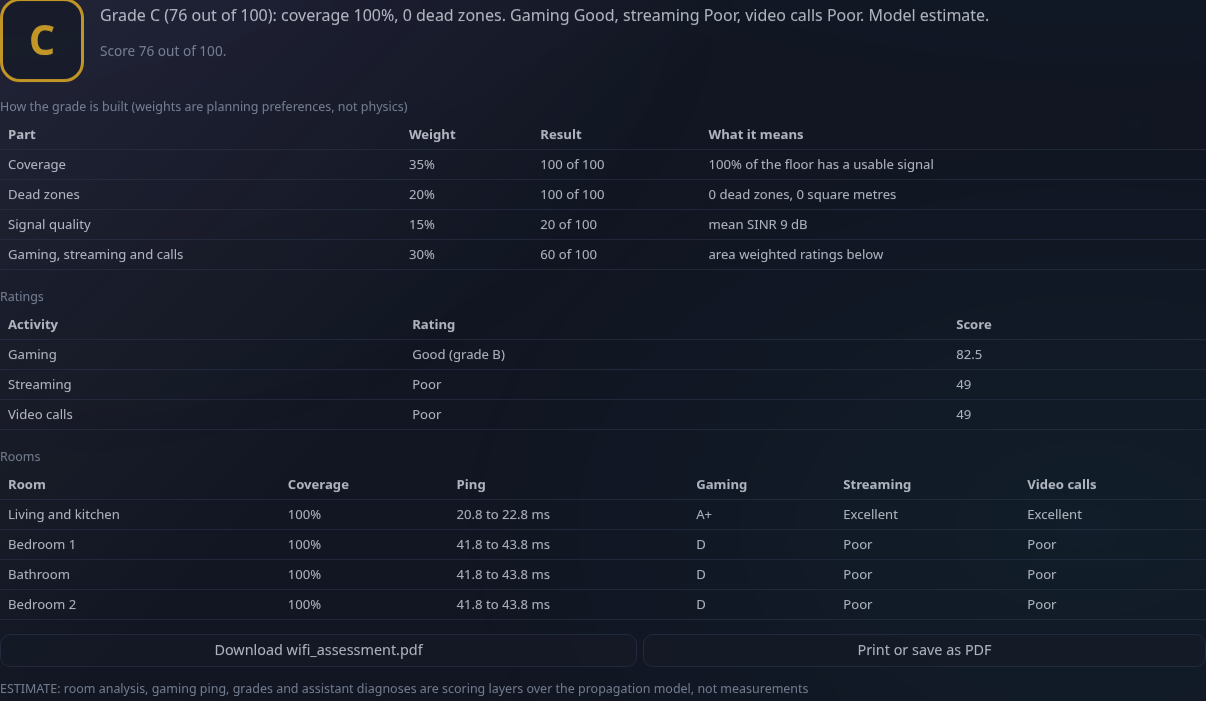 C
Grade C (76 out of 100): coverage 100%, 0 dead zones. Gaming Good, streaming Poor, video calls Poor. Model estimate.
Score 76 out of 100.
How the grade is built (weights are planning preferences, not physics)
Part Weight Result What it means
Coverage 35% 100 of 100 100% of the floor has a usable signal
Dead zones 20% 100 of 100 0 dead zones, 0 square metres
Signal quality 15% 20 of 100 mean SINR 9 dB
Gaming, streaming and calls 30% 60 of 100 area weighted ratings below
Ratings
Activity Rating Score
Gaming Good (grade B) 82.5
Streaming Poor 49
Video calls Poor 49
Rooms
Room Coverage Ping Gaming Streaming Video calls
Living and kitchen 100% 20.8 to 22.8 ms A+ Excellent Excellent
Bedroom 1 100% 41.8 to 43.8 ms D Poor Poor
Bathroom 100% 41.8 to 43.8 ms D Poor Poor
Bedroom 2 100% 41.8 to 43.8 ms D Poor Poor
Download wifi_assessment.pdf Print or save as PDF
ESTIMATE: room analysis, gaming ping, grades and assistant diagnoses are scoring layers over the propagation model, not measurements